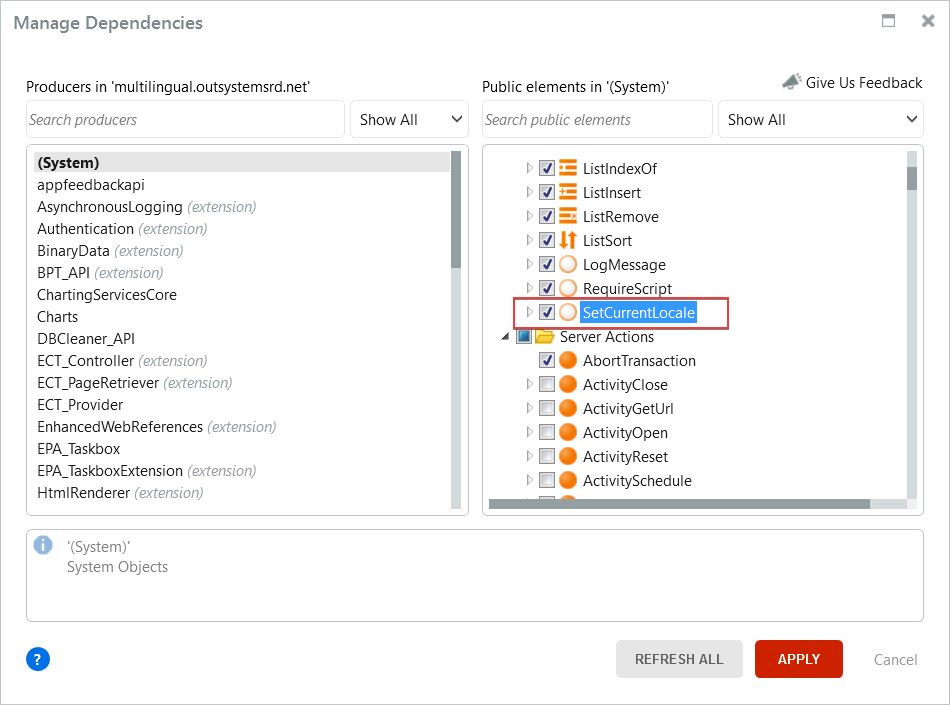 Manage Dependencies
Producers in 'multilingual.outsystemsrd.net'
Search producers
Show All
(System)
appfeedbackapi
AsynchronousLogging (extension)
Authentication (extension)
BinaryData (extension)
BPT_API (extension)
ChartingServicesCore
Charts
DBCleaner_API
ECT_Controller (extension)
ECT_PageRetriever (extension)
ECT_Provider
EnhancedWebReferences (extension)
EPA_Taskbox
EPA_TaskboxExtension (extension)
HtmlRenderer (extension)
Public elements in '(System)'
Give Us Feedback
Search public elements
Show All
ListIndexOf
ListInsert
ListRemove
ListSort
LogMessage
RequireScript
SetCurrentLocale
Server Actions
AbortTransaction
ActivityClose
ActivityGetUrl
ActivityOpen
ActivityReset
ActivitySchedule
'(System)'
System Objects
?
REFRESH ALL
APPLY
Cancel